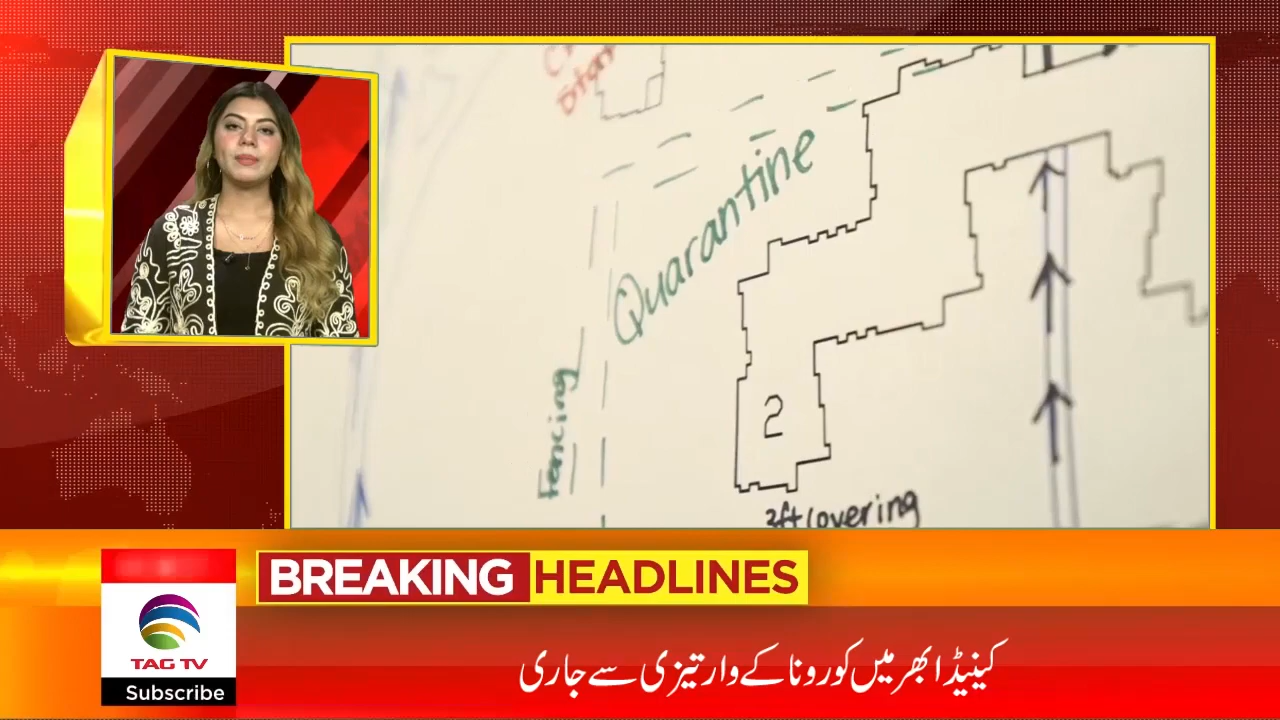 Quarantine
Fencing
2
3ft covering
BREAKING HEADLINES
TAG TV
Subscribe
کینیڈا بھر میں کورونا کے وار تیزی سے جاری